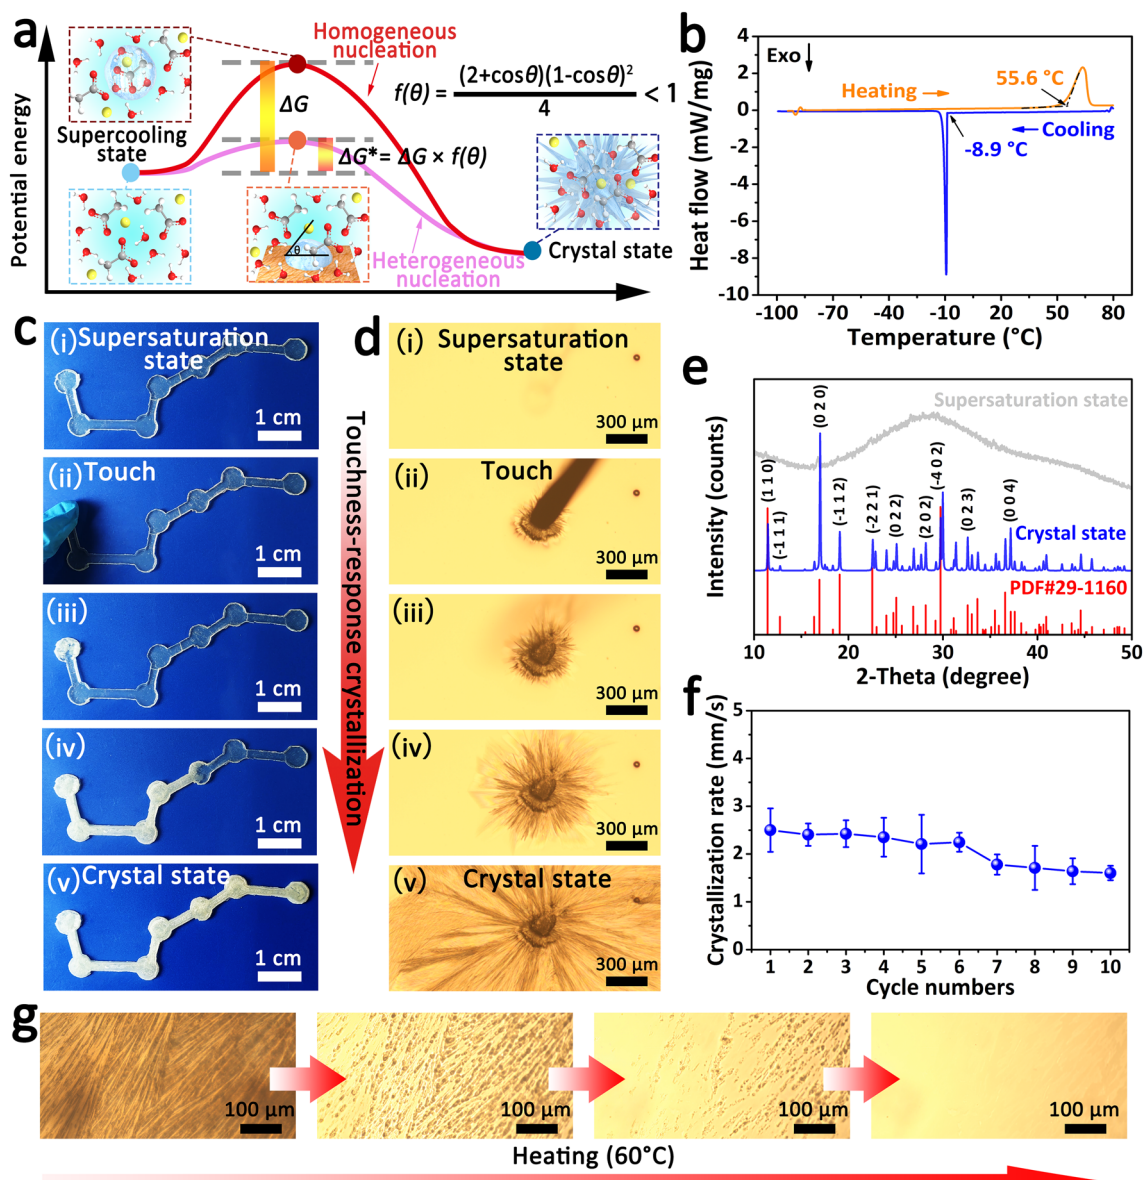 a
Potential energy
Supercooling
state
Homogeneous
nucleation
ΔG
f(θ) = (2+cosθ)(1-cosθ)² / 4 < 1
ΔG*= ΔG × f(θ)
θ
Heterogeneous
nucleation
Crystal state
b
Exo
Heating
55.6 °C
Cooling
-8.9 °C
Heat flow (mW/mg)
4
2
0
-2
-4
-6
-8
-10
-100
-80
-60
-40
-20
0
20
40
60
80
Temperature (°C)
c
(i) Supersaturation
state
1 cm
(ii) Touch
1 cm
(iii)
1 cm
(iv)
1 cm
(v) Crystal state
1 cm
Touchness-response crystallization
d
(i) Supersaturation
state
300 μm
(ii) Touch
300 μm
(iii)
300 μm
(iv)
300 μm
(v) Crystal state
300 μm
e
Intensity (counts)
Supersaturation state
(1 1 0)
(-1 1 1)
(0 2 0)
(-1 1 2)
(-2 2 1)
(0 2 2)
(2 0 2)
(-4 0 2)
(0 2 3)
(0 0 4)
Crystal state
PDF#29-1160
10
20
30
40
50
2-Theta (degree)
f
Crystallization rate (mm/s)
5
4
3
2
1
0
1
2
3
4
5
6
7
8
9
10
Cycle numbers
g
100 μm
100 μm
100 μm
100 μm
Heating (60°C)